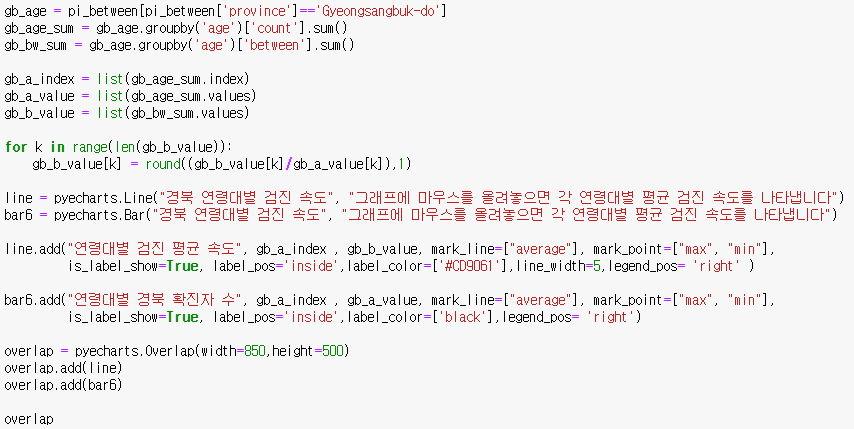 gb_age = pi_between[pi_between['province']=='Gyeongsangbuk-do']
gb_age_sum = gb_age.groupby('age')['count'].sum()
gb_bw_sum = gb_age.groupby('age')['between'].sum()

gb_a_index = list(gb_age_sum.index)
gb_a_value = list(gb_age_sum.values)
gb_b_value = list(gb_bw_sum.values)

for k in range(len(gb_b_value)):
    gb_b_value[k] = round((gb_b_value[k]/gb_a_value[k]),1)

line = pyecharts.Line("경북 연령대별 검진 속도", "그래프에 마우스를 올려놓으면 각 연령대별 평균 검진 속도를 나타냅니다")
bar6 = pyecharts.Bar("경북 연령대별 검진 속도", "그래프에 마우스를 올려놓으면 각 연령대별 평균 검진 속도를 나타냅니다")

line.add("연령대별 검진 평균 속도", gb_a_index , gb_b_value, mark_line=["average"], mark_point=["max", "min"],
         is_label_show=True, label_pos='inside',label_color=['#CD9061'],line_width=5,legend_pos= 'right' )

bar6.add("연령대별 경북 확진자 수", gb_a_index , gb_a_value, mark_line=["average"], mark_point=["max", "min"],
         is_label_show=True, label_pos='inside',label_color=['black'],legend_pos= 'right')

overlap = pyecharts.Overlap(width=850,height=500)
overlap.add(line)
overlap.add(bar6)

overlap